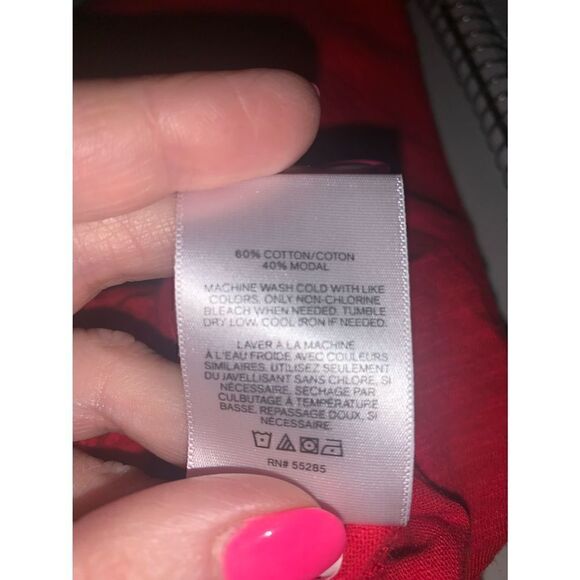 60% COTTON/COTON
40% MODAL
MACHINE WASH COLD WITH LIKE
COLORS. ONLY NON-CHLORINE
BLEACH WHEN NEEDED. TUMBLE
DRY LOW. COOL IRON IF NEEDED.
LAVER A LA MACHINE
À L'EAU FROIDE AVEC COULEURS
SIMILAIRES. UTILISEZ SEULEMENT
DU JAVELLISANT SANS CHLORE, SI
NÉCESSAIRE. SÉCHAGE PAR
CULBUTAGE À TEMPÉRATURE
BASSE. REPASSAGE DOUX, SI
NÉCESSAIRE.
RN# 55285